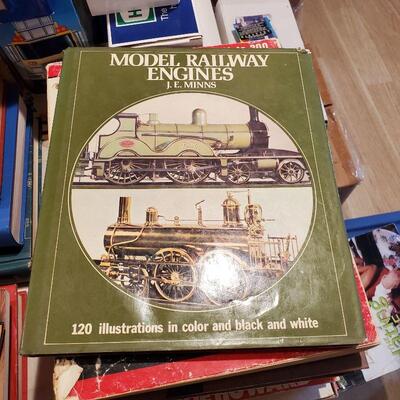 MODEL RAILWAY
ENGINES
J. E. MINNS
120 illustrations in color and black and white